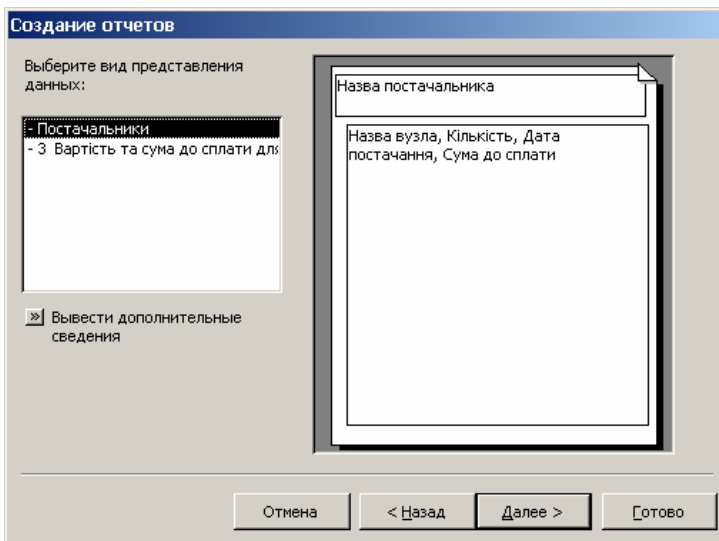 Создание отчетов
Выберите вид представления
данных:
- Постачальники
- 3 Вартість та сума до сплати для
» Вывести дополнительные
сведения
Назва постачальника
Назва вузла, Кількість, Дата
постачання, Сума до сплати
Отмена
< Назад
Далее >
Готово